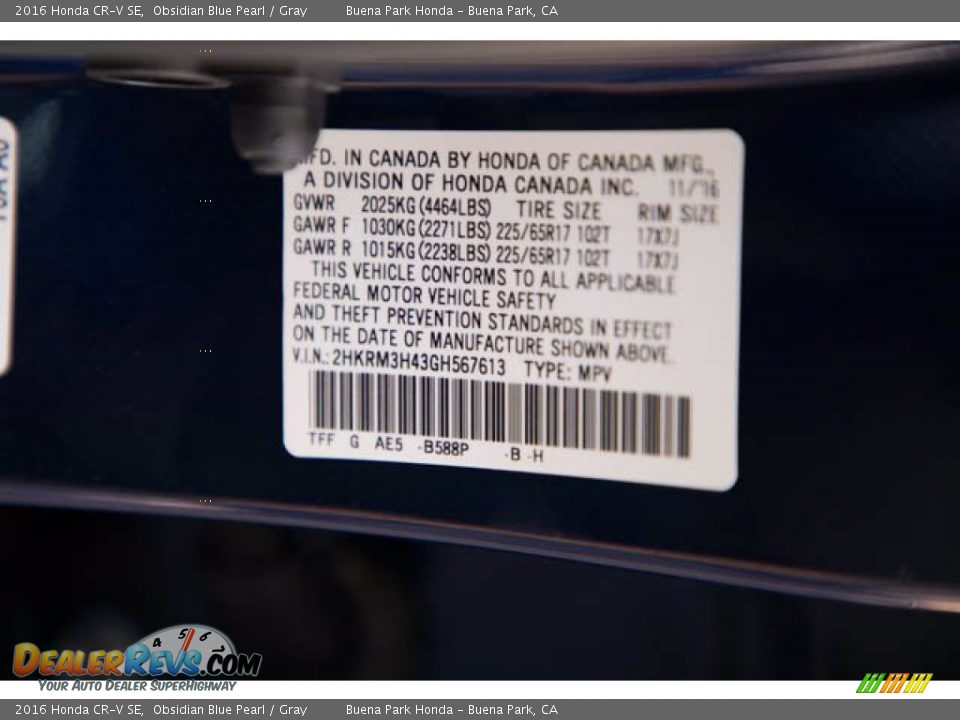 2016 Honda CR-V SE, Obsidian Blue Pearl / Gray Buena Park Honda - Buena Park, CA
MFD. IN CANADA BY HONDA OF CANADA MFG.,
A DIVISION OF HONDA CANADA INC. 11/'16
GVWR 2025KG(4464LBS) TIRE SIZE RIM SIZE
GAWR F 1030KG(2271LBS) 225/65R17 102T 17X7J
GAWR R 1015KG(2238LBS) 225/65R17 102T 17X7J
THIS VEHICLE CONFORMS TO ALL APPLICABLE
FEDERAL MOTOR VEHICLE SAFETY
AND THEFT PREVENTION STANDARDS IN EFFECT
ON THE DATE OF MANUFACTURE SHOWN ABOVE.
V.I.N.: 2HKRM3H43GH567613 TYPE: MPV
TFF G AE5 -B588P -B -H
4 5 6
DEALERREVS.COM
YOUR AUTO DEALER SUPERHIGHWAY
2016 Honda CR-V SE, Obsidian Blue Pearl / Gray Buena Park Honda - Buena Park, CA